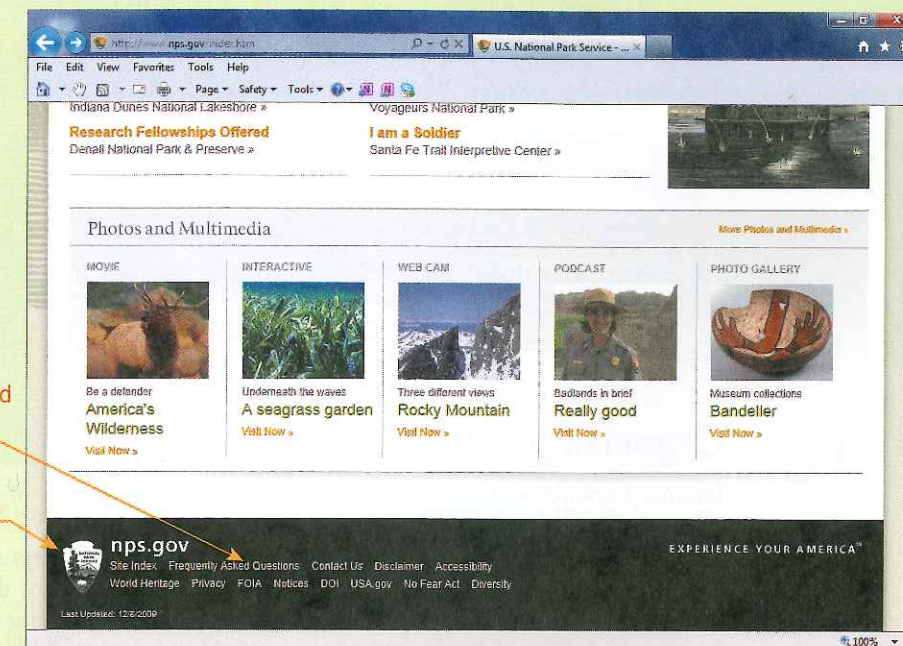 http://www.nps.gov/index.htm
U.S. National Park Service - ...
File Edit View Favorites Tools Help
Page Safety Tools
Indiana Dunes National Lakeshore »
Voyageurs National Park »
Research Fellowships Offered
I am a Soldier
Denali National Park & Preserve »
Santa Fe Trail Interpretive Center »
Photos and Multimedia
More Photos and Multimedia »
MOVIE
Be a defender
America's
Wilderness
Visit Now »
INTERACTIVE
Underneath the waves
A seagrass garden
Visit Now »
WEB CAM
Three different views
Rocky Mountain
Visit Now »
PODCAST
Badlands in brief
Really good
Visit Now »
PHOTO GALLERY
Museum collections
Bandelier
Visit Now »
d
NATIONAL
PARK
SERVICE
nps.gov
EXPERIENCE YOUR AMERICA™
Site Index Frequently Asked Questions Contact Us Disclaimer Accessibility
World Heritage Privacy FOIA Notices DOI USA.gov No Fear Act Diversity
Last Updated: 12/8/2009
100%